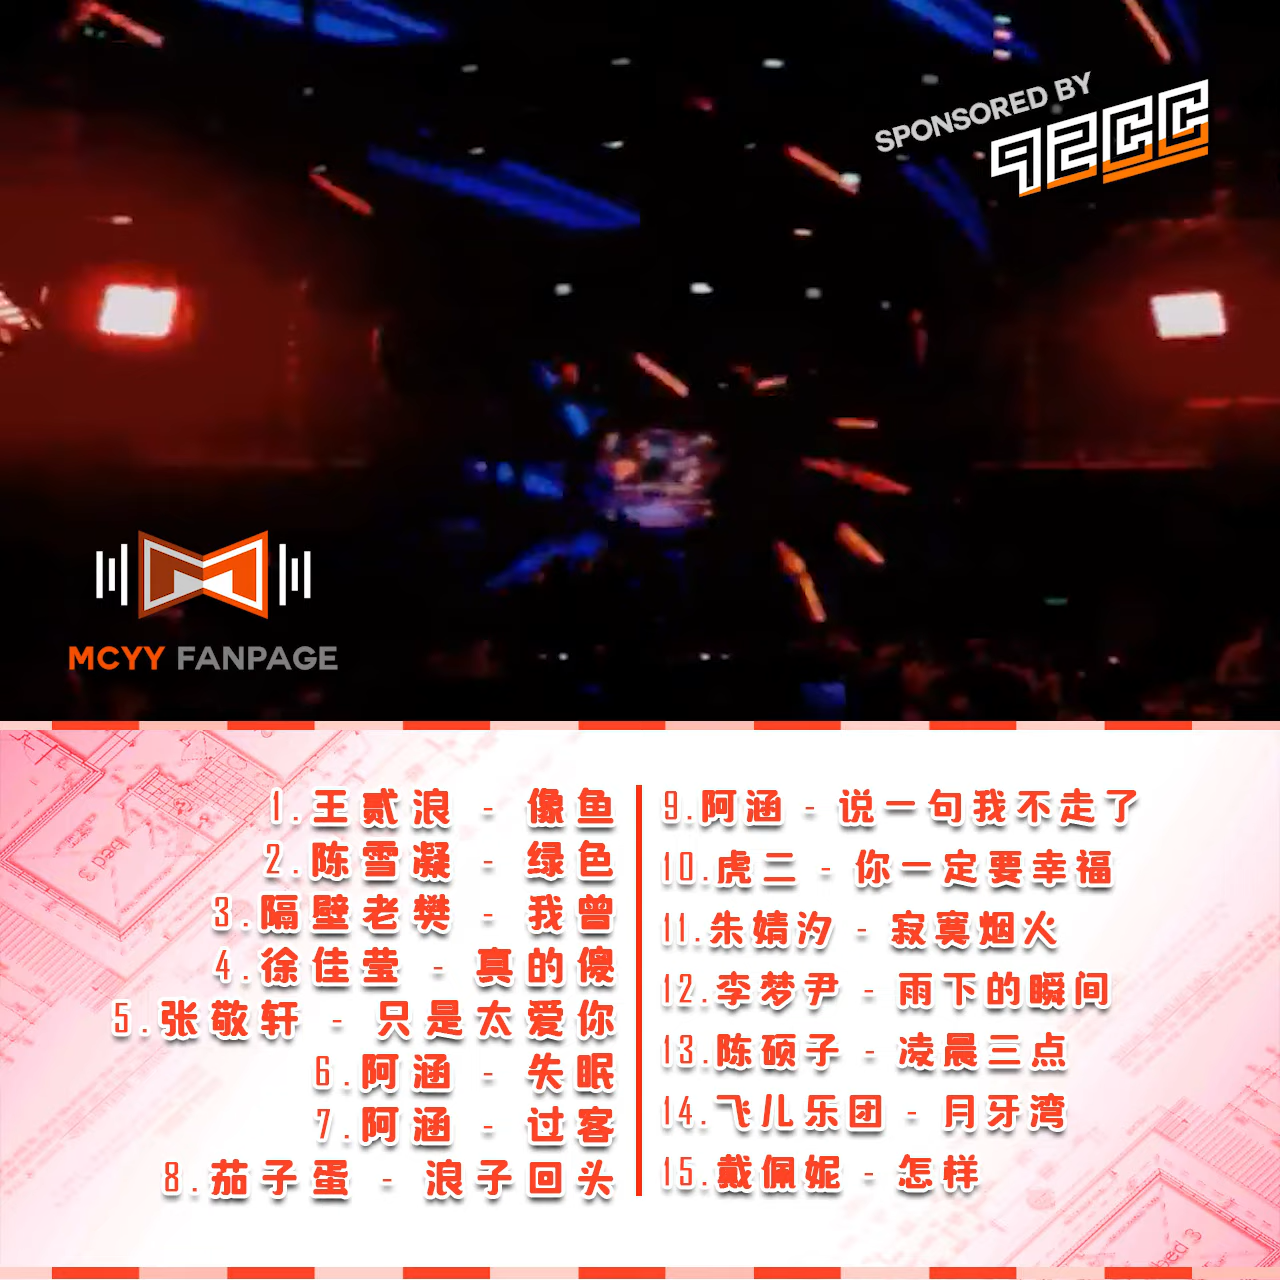 SPONSORED BY
92CC
MCYY FANPAGE
1.王贰浪 - 像鱼
2.陈雪凝 - 绿色
3.隔壁老樊 - 我曾
4.徐佳莹 - 真的傻
5.张敬轩 - 只是太爱你
6.阿涵 - 失眠
7.阿涵 - 过客
8.茄子蛋 - 浪子回头
9.阿涵 - 说一句我不走了
10.虎二 - 你一定要幸福
11.朱婧汐 - 寂寞烟火
12.李梦尹 - 雨下的瞬间
13.陈硕子 - 凌晨三点
14.飞儿乐团 - 月牙湾
15.戴佩妮 - 怎样